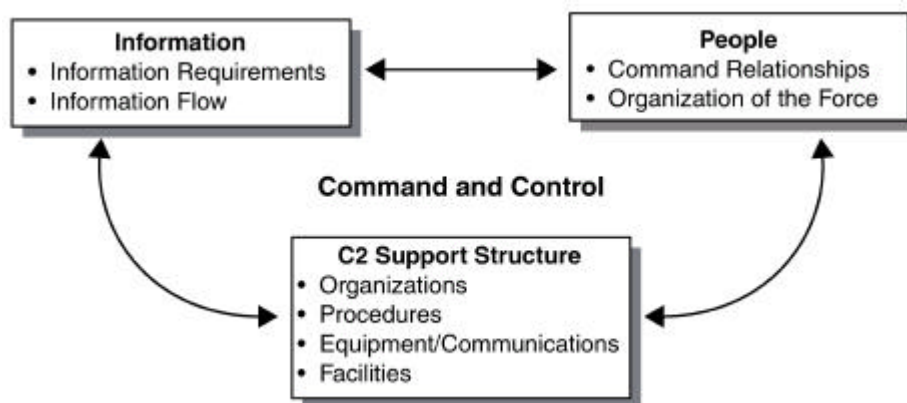 Information
• Information Requirements
• Information Flow
People
• Command Relationships
• Organization of the Force
Command and Control
C2 Support Structure
• Organizations
• Procedures
• Equipment/Communications
• Facilities